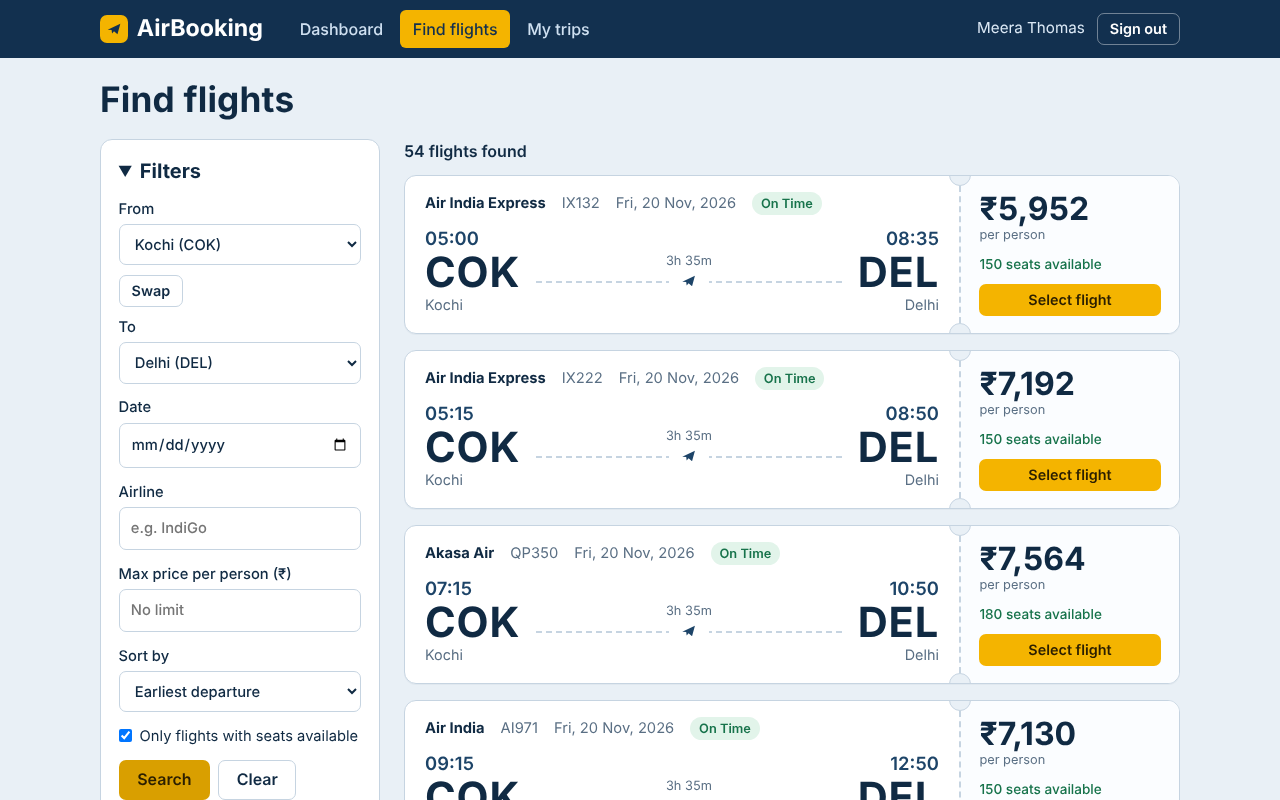 AirBooking
Dashboard
Find flights
My trips
Meera Thomas
Sign out
Find flights
▼ Filters
From
Kochi (COK)
Swap
To
Delhi (DEL)
Date
mm/dd/yyyy
Airline
e.g. IndiGo
Max price per person (₹)
No limit
Sort by
Earliest departure
Only flights with seats available
Search
Clear
54 flights found
Air India Express IX132 Fri, 20 Nov, 2026 On Time
05:00
08:35
COK
3h 35m
DEL
Kochi
Delhi
₹5,952
per person
150 seats available
Select flight
Air India Express IX222 Fri, 20 Nov, 2026 On Time
05:15
08:50
COK
3h 35m
DEL
Kochi
Delhi
₹7,192
per person
150 seats available
Select flight
Akasa Air QP350 Fri, 20 Nov, 2026 On Time
07:15
10:50
COK
3h 35m
DEL
Kochi
Delhi
₹7,564
per person
180 seats available
Select flight
Air India AI971 Fri, 20 Nov, 2026 On Time
09:15
12:50
COK
3h 35m
DEL
₹7,130
per person
150 seats available